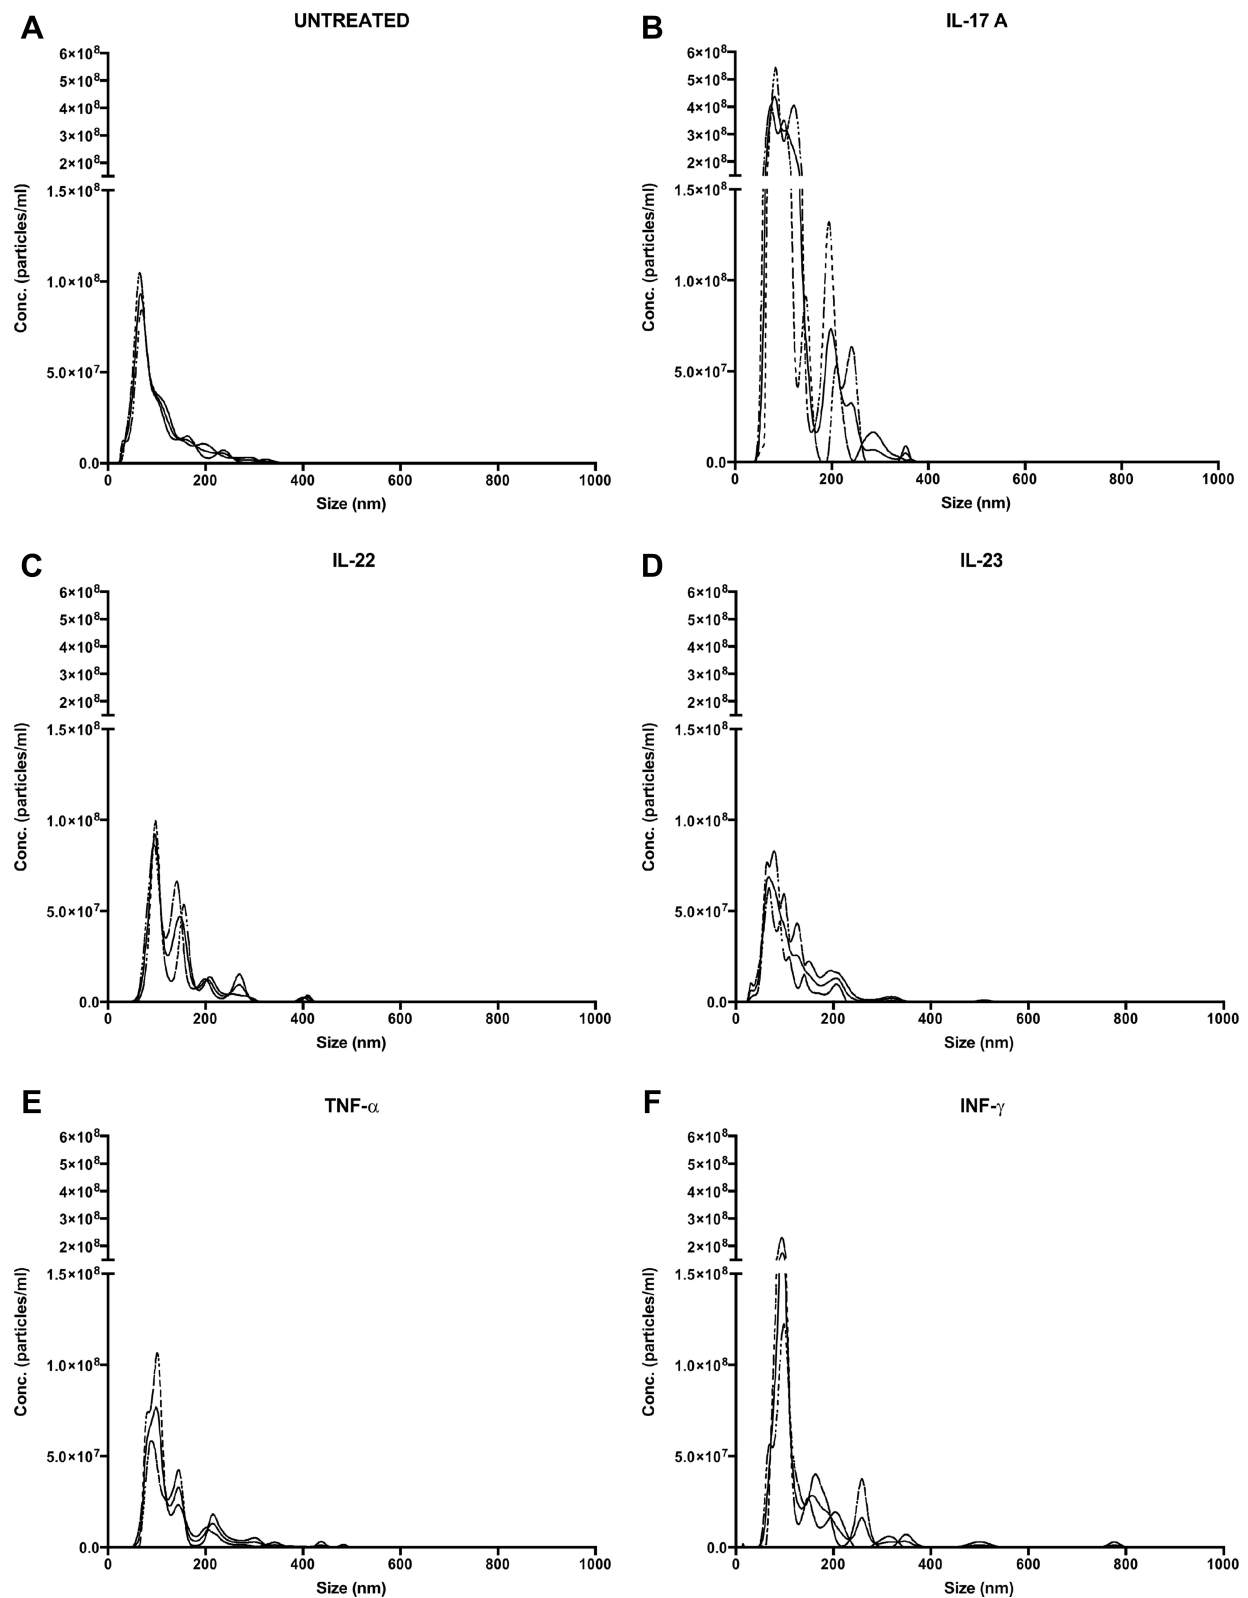 A
UNTREATED
6×10⁸
5×10⁸
4×10⁸
3×10⁸
2×10⁸
1.5×10⁸
1.0×10⁸
5.0×10⁷
0.0
Conc. (particles/ml)
0 200 400 600 800 1000
Size (nm)
B
IL-17 A
6×10⁸
5×10⁸
4×10⁸
3×10⁸
2×10⁸
1.5×10⁸
1.0×10⁸
5.0×10⁷
0.0
Conc. (particles/ml)
0 200 400 600 800 1000
Size (nm)
C
IL-22
6×10⁸
5×10⁸
4×10⁸
3×10⁸
2×10⁸
1.5×10⁸
1.0×10⁸
5.0×10⁷
0.0
Conc. (particles/ml)
0 200 400 600 800 1000
Size (nm)
D
IL-23
6×10⁸
5×10⁸
4×10⁸
3×10⁸
2×10⁸
1.5×10⁸
1.0×10⁸
5.0×10⁷
0.0
Conc. (particles/ml)
0 200 400 600 800 1000
Size (nm)
E
TNF-α
6×10⁸
5×10⁸
4×10⁸
3×10⁸
2×10⁸
1.5×10⁸
1.0×10⁸
5.0×10⁷
0.0
Conc. (particles/ml)
0 200 400 600 800 1000
Size (nm)
F
INF-γ
6×10⁸
5×10⁸
4×10⁸
3×10⁸
2×10⁸
1.5×10⁸
1.0×10⁸
5.0×10⁷
0.0
Conc. (particles/ml)
0 200 400 600 800 1000
Size (nm)